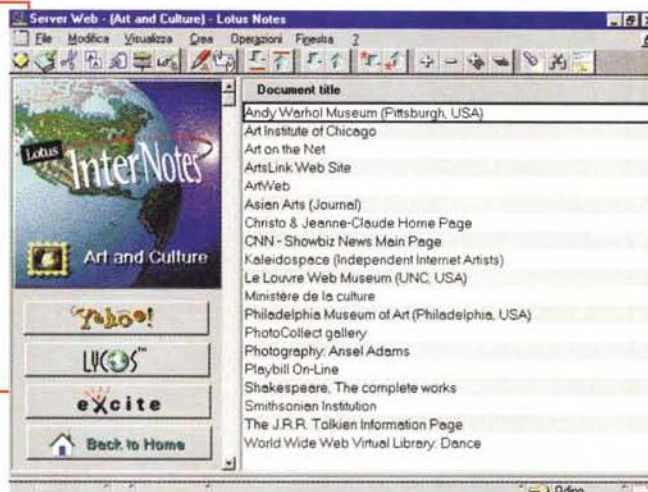 Server Web - (Art and Culture) - Lotus Notes
File Modifica Visualizza Crea Operazioni Finestra ?
Document title
Andy Warhol Museum (Pittsburgh, USA)
Art Institute of Chicago
Art on the Net
ArtsLink Web Site
ArtWeb
Asian Arts (Journal)
Christo & Jeanne-Claude Home Page
CNN - Showbiz News Main Page
Kaleidospace (Independent Internet Artists)
Le Louvre Web Museum (UNC, USA)
Ministère de la culture
Philadelphia Museum of Art (Philadelphia, USA)
PhotoCollect gallery
Photography: Ansel Adams
Playbill On-Line
Shakespeare, The complete works
Smithsonian Institution
The J.R.R. Tolkien Information Page
World Wide Web Virtual Library: Dance
Lotus
InterNotes
Art and Culture
Yahoo!
LYCOS™
eXcite
Back to Home